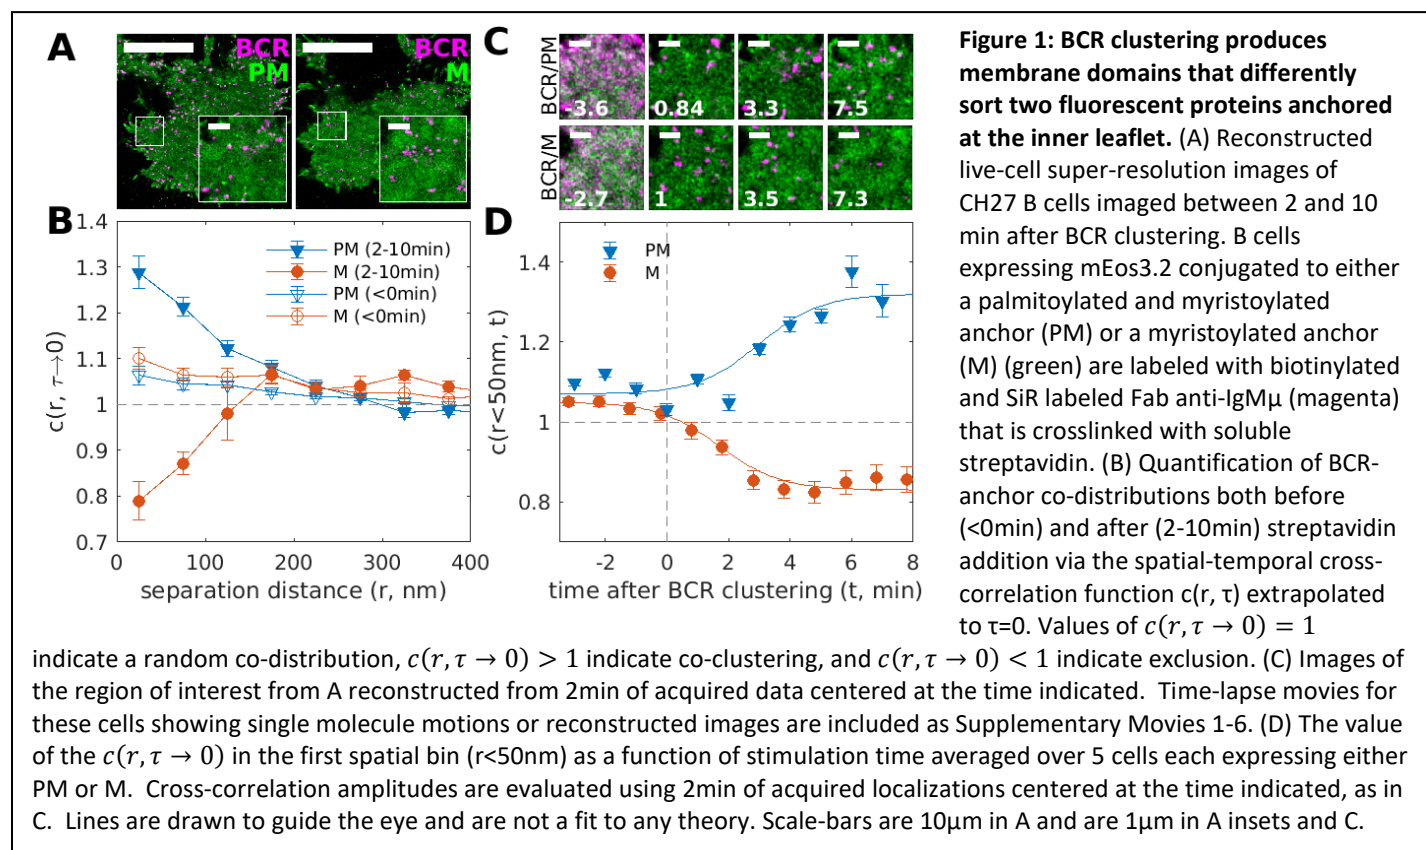 A
BCR
PM
BCR
M
C
BCR/PM
-3.6
0.84
3.3
7.5
BCR/M
-2.7
1
3.5
7.3
B
1.4
1.3
1.2
1.1
1
0.9
0.8
0.7
c(r, τ→0)
PM (2-10min)
M (2-10min)
PM (<0min)
M (<0min)
0
100
200
300
400
separation distance (r, nm)
D
1.4
1.2
1
0.8
c(r<50nm, t)
PM
M
-2
0
2
4
6
8
time after BCR clustering (t, min)
Figure 1: BCR clustering produces
membrane domains that differently
sort two fluorescent proteins anchored
at the inner leaflet. (A) Reconstructed
live-cell super-resolution images of
CH27 B cells imaged between 2 and 10
min after BCR clustering. B cells
expressing mEos3.2 conjugated to either
a palmitoylated and myristoylated
anchor (PM) or a myristoylated anchor
(M) (green) are labeled with biotinylated
and SiR labeled Fab anti-IgMμ (magenta)
that is crosslinked with soluble
streptavidin. (B) Quantification of BCR-
anchor co-distributions both before
(<0min) and after (2-10min) streptavidin
addition via the spatial-temporal cross-
correlation function c(r, τ) extrapolated
to τ=0. Values of c(r, τ → 0) = 1
indicate a random co-distribution, c(r, τ → 0) > 1 indicate co-clustering, and c(r, τ → 0) < 1 indicate exclusion. (C) Images of
the region of interest from A reconstructed from 2min of acquired data centered at the time indicated. Time-lapse movies for
these cells showing single molecule motions or reconstructed images are included as Supplementary Movies 1-6. (D) The value
of the c(r, τ → 0) in the first spatial bin (r<50nm) as a function of stimulation time averaged over 5 cells each expressing either
PM or M. Cross-correlation amplitudes are evaluated using 2min of acquired localizations centered at the time indicated, as in
C. Lines are drawn to guide the eye and are not a fit to any theory. Scale-bars are 10μm in A and are 1μm in A insets and C.